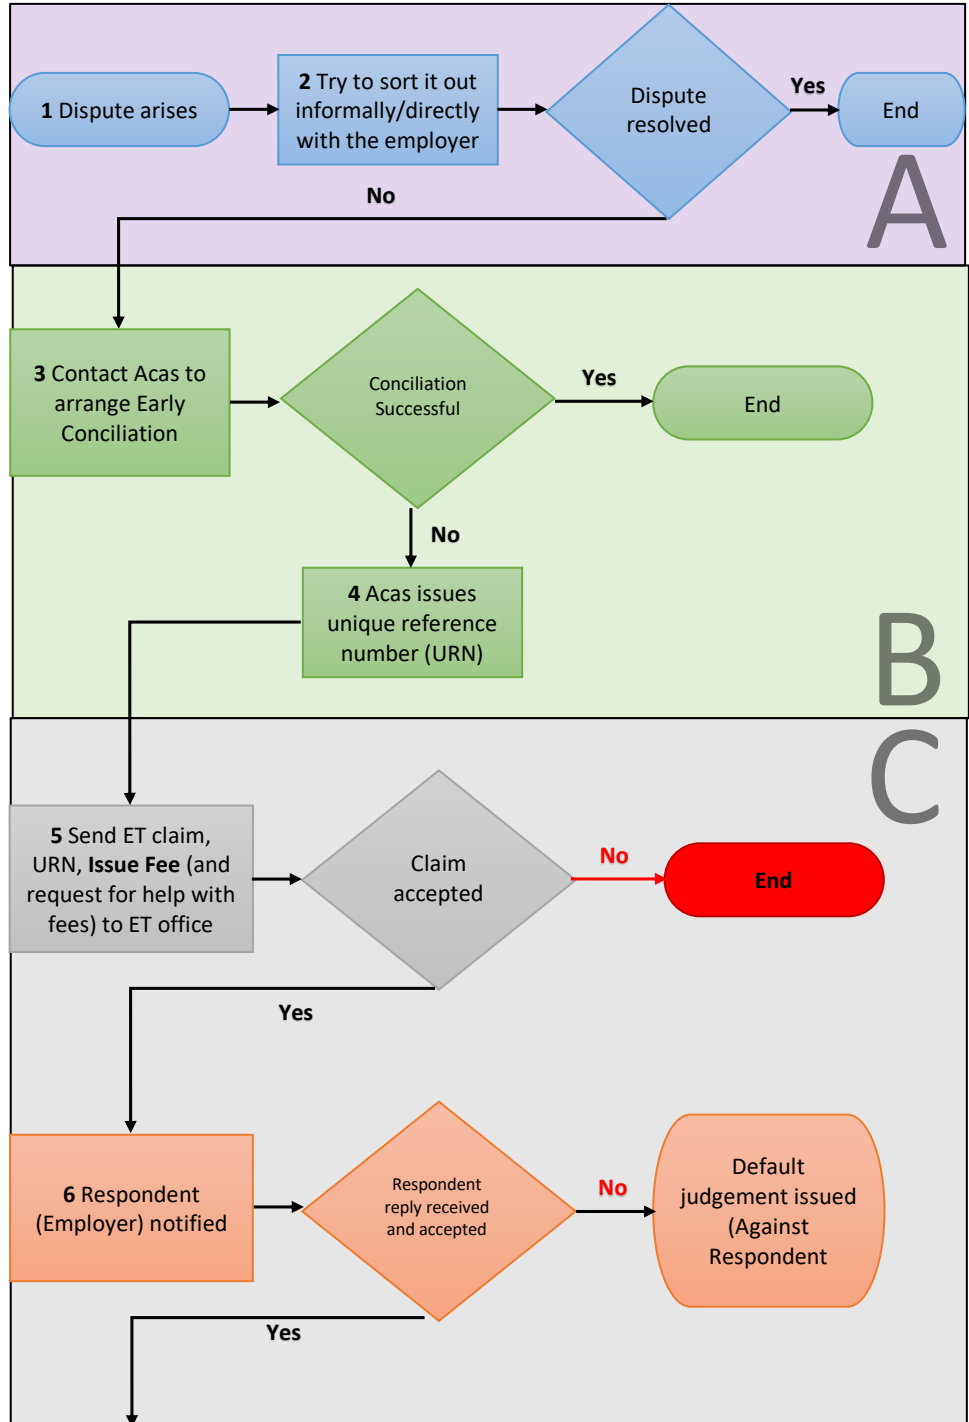 1 Dispute arises
2 Try to sort it out
informally/directly
with the employer
Dispute
resolved
Yes
End
No
A
3 Contact Acas to
arrange Early
Conciliation
Conciliation
Successful
Yes
End
No
4 Acas issues
unique reference
number (URN)
B
C
5 Send ET claim,
URN, Issue Fee (and
request for help with
fees) to ET office
Claim
accepted
No
End
Yes
6 Respondent
(Employer) notified
Respondent
reply received
and accepted
No
Default
judgement issued
(Against
Respondent
Yes